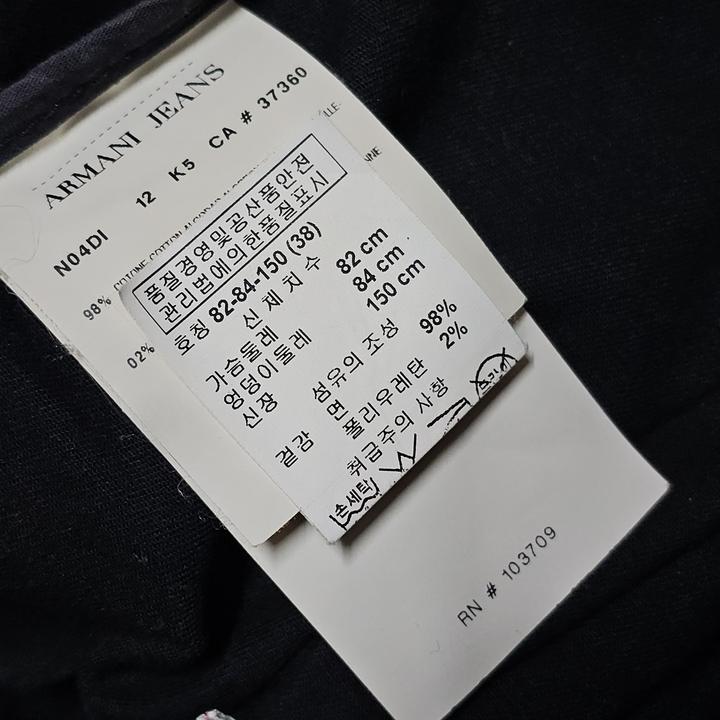 ARMANI JEANS
N04DI 12 K5 CA # 37360
98%
02%
품질경영및공산품안전
관리법에의한품질표시
호칭 82-84-150 (38)
신체치수
가슴둘레 82 cm
엉덩이둘레 84 cm
신장 150 cm
섬유의 조성
겉감 면 98%
폴리우레탄 2%
취급주의 사항
손세탁
RN # 103709